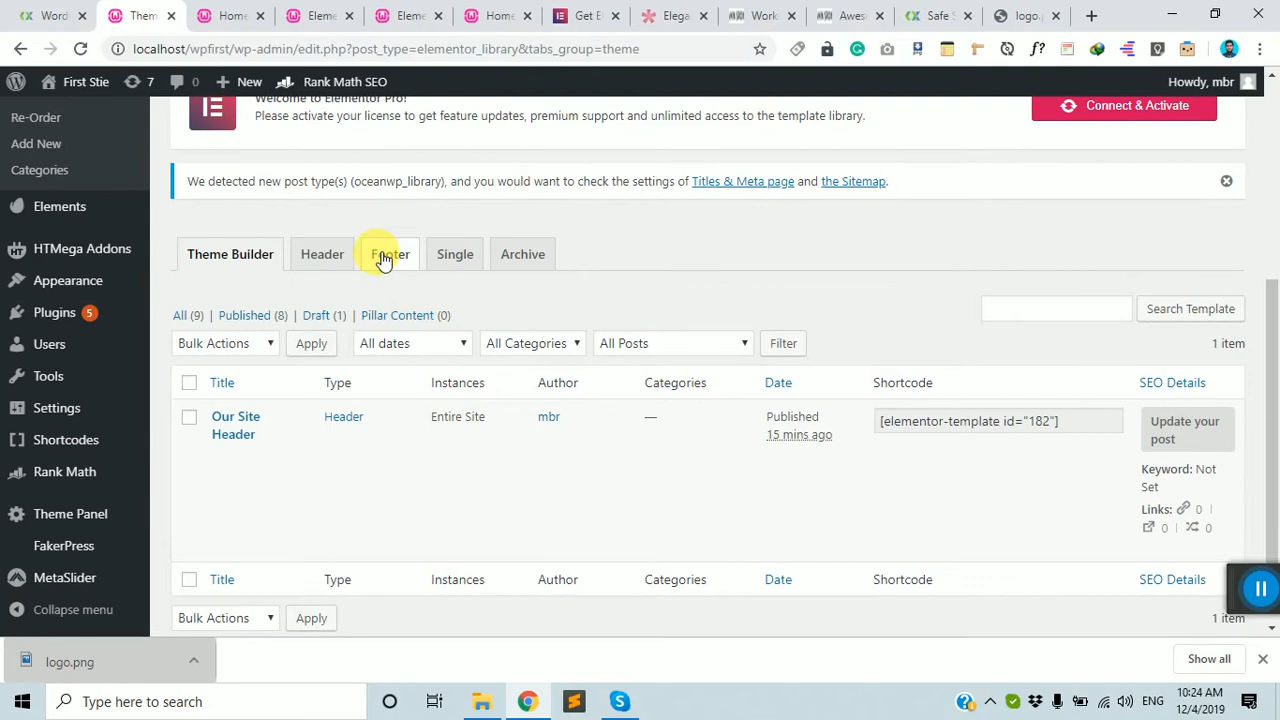 Word
Them
Home
Eleme
Eleme
Home
Get E
Elega
Work
Awes
Safe S
logo.p
localhost/wpfirst/wp-admin/edit.php?post_type=elementor_library&tabs_group=theme
First Stie 7 0 New Rank Math SEO Howdy, mbr
Re-Order
Add New
Categories
Elements
HTMega Addons
Appearance
Plugins 5
Users
Tools
Settings
Shortcodes
Rank Math
Theme Panel
FakerPress
MetaSlider
Collapse menu
Welcome to Elementor Pro!
Please activate your license to get feature updates, premium support and unlimited access to the template library.
Connect & Activate
We detected new post type(s) (oceanwp_library), and you would want to check the settings of Titles & Meta page and the Sitemap.
Theme Builder Header Footer Single Archive
All (9) | Published (8) | Draft (1) | Pillar Content (0)
Search Template
Bulk Actions Apply All dates All Categories All Posts Filter 1 item
Title Type Instances Author Categories Date Shortcode SEO Details
Our Site Header
Header
Entire Site
mbr
—
Published
15 mins ago
[elementor-template id="182"]
Update your post
Keyword: Not Set
Links: 0 |
0 | 0
Title Type Instances Author Categories Date Shortcode SEO Details
Bulk Actions Apply 1 item
logo.png Show all
Type here to search ENG 10:24 AM
12/4/2019